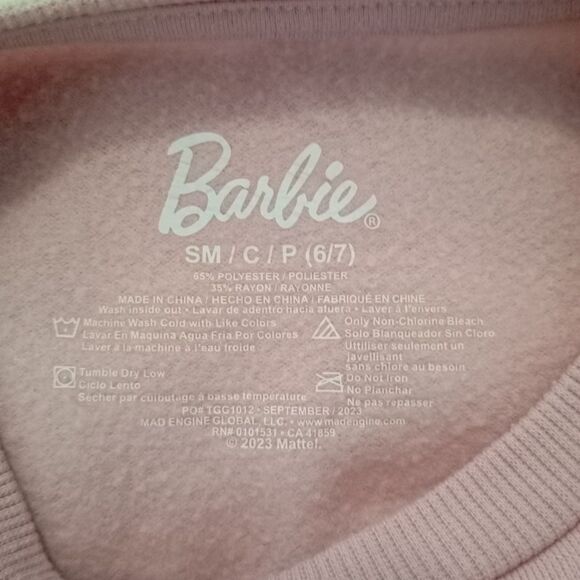 Barbie®
SM / C / P (6/7)
65% POLYESTER / POLIESTER
35% RAYON / RAYONNE
MADE IN CHINA / HECHO EN CHINA / FABRIQUÉ EN CHINE
Wash inside out • Lavar de adentro hacia afuera • Laver à l'envers
Machine Wash Cold with Like Colors
Lavar En Maquina Agua Fria Por Colores
Laver à la machine à l'eau froide
Only Non-Chlorine Bleach
Solo Blanqueador Sin Cloro
Utiliser seulement un
javellisant
sans chlore au besoin
Tumble Dry Low
Ciclo Lento
Sécher par culbutage à basse température
Do Not Iron
No Planchar
Ne pas repasser
PO# TGC1012 • SEPTEMBER / 2023
MAD ENGINE GLOBAL, LLC. • www.madengine.com
RN# 0101531 • CA 41859
© 2023 Mattel.